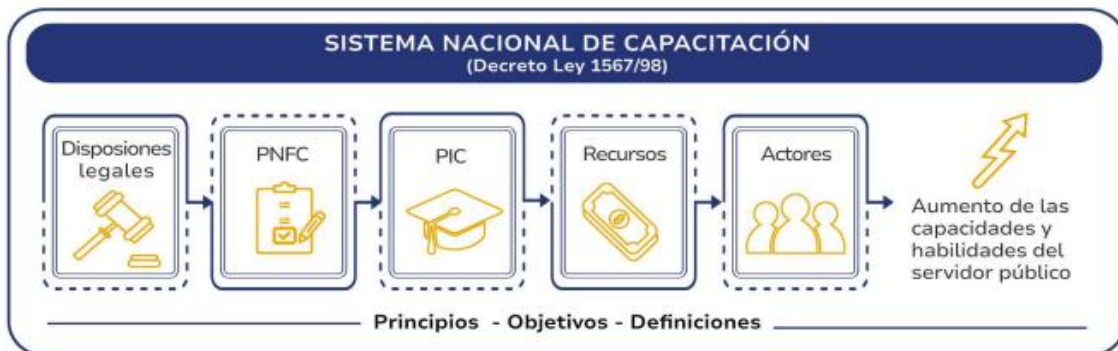 SISTEMA NACIONAL DE CAPACITACIÓN
(Decreto Ley 1567/98)
Disposiones
legales
PNFC
PIC
Recursos
Actores
Aumento de las
capacidades y
habilidades del
servidor público
Principios - Objetivos - Definiciones